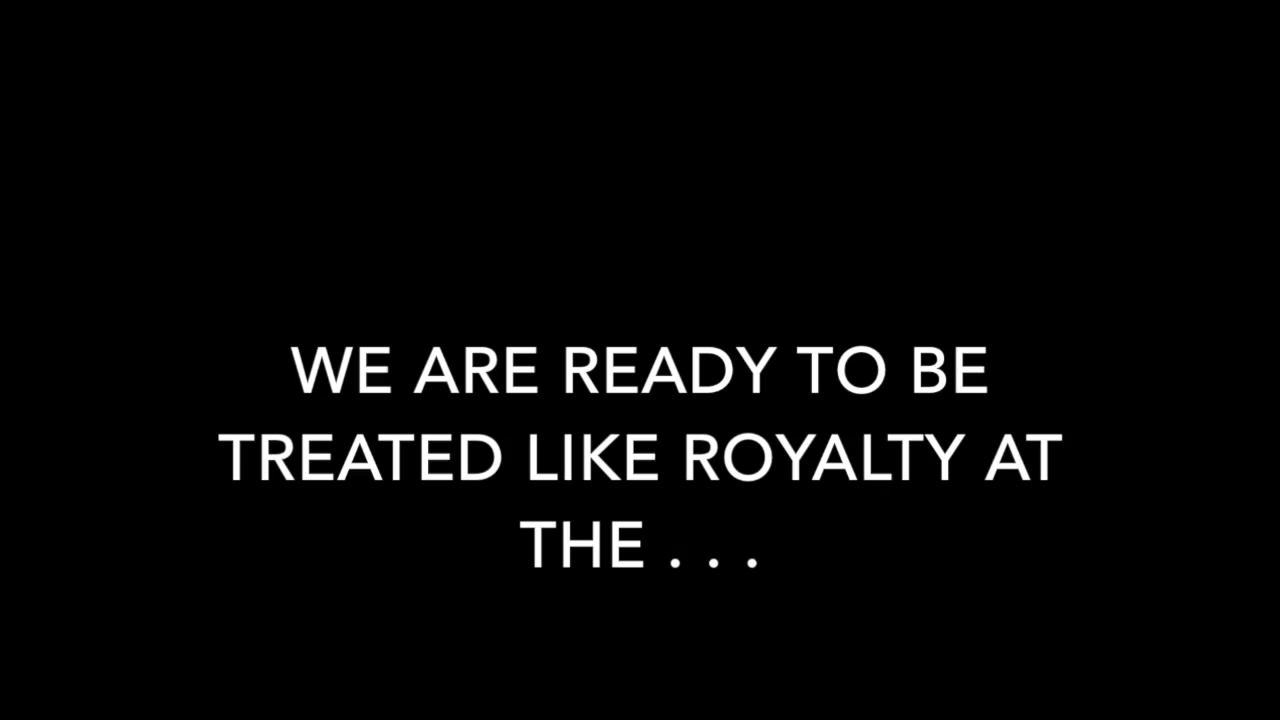 WE ARE READY TO BE
TREATED LIKE ROYALTY AT
THE . . .